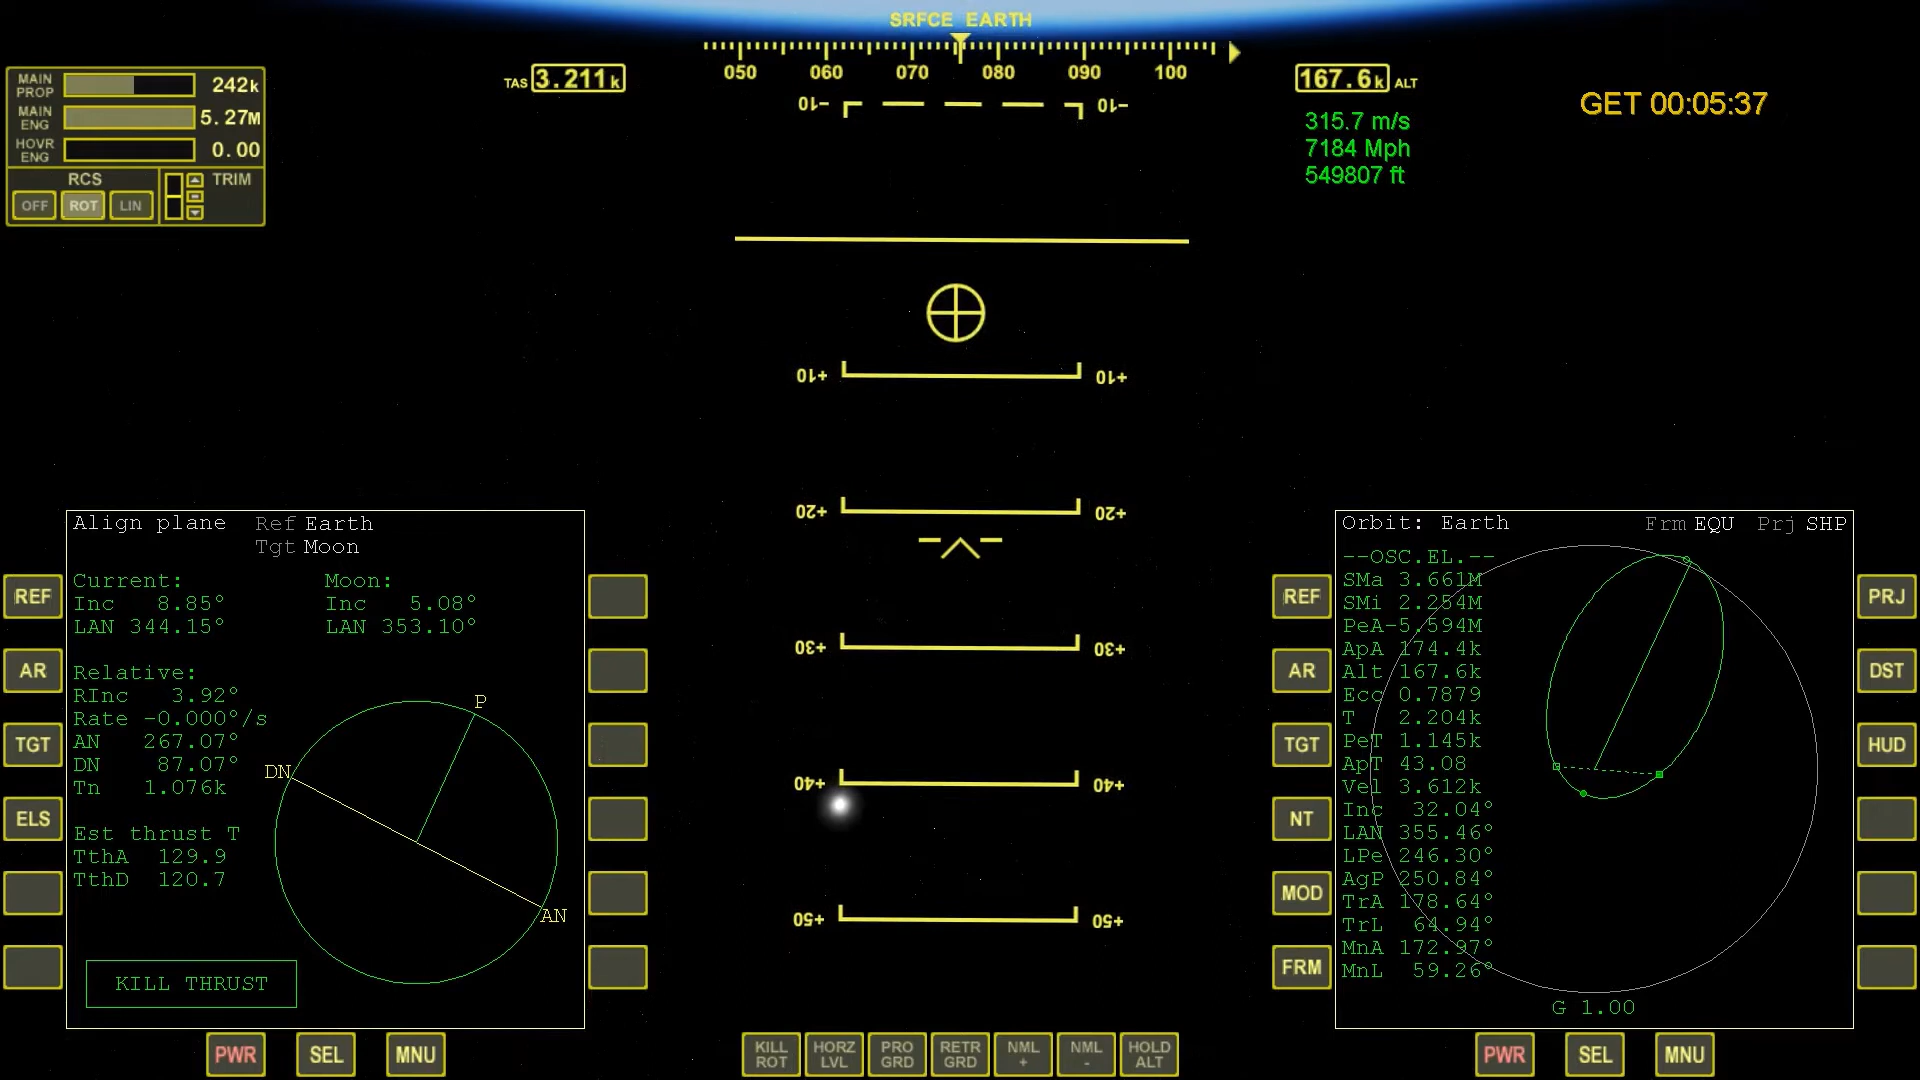 SRFCE EARTH
050 060 070 080 090 100
TAS 3.211k
167.6k ALT
315.7 m/s
7184 Mph
549807 ft
GET 00:05:37
MAIN PROP 242k
MAIN ENG 5.27M
HOVR ENG 0.00
RCS TRIM
OFF ROT LIN
-10 -10
+10 +10
+20 +20
+30 +30
+40 +40
+50 +50
Align plane Ref Earth
Tgt Moon
Current: Moon:
Inc 8.85° Inc 5.08°
LAN 344.15° LAN 353.10°
Relative:
RInc 3.92°
Rate -0.000°/s
AN 267.07°
DN 87.07°
Tn 1.076k
Est thrust T
TthA 129.9
TthD 120.7
P
DN
AN
KILL THRUST
REF
AR
TGT
ELS
PWR SEL MNU
KILL ROT
HORZ LVL
PRO GRD
RETR GRD
NML +
NML -
HOLD ALT
Orbit: Earth Frm EQU Prj SHP
--OSC.EL.--
SMa 3.661M
SMi 2.254M
PeA-5.594M
ApA 174.4k
Alt 167.6k
Ecc 0.7879
T 2.204k
PeT 1.145k
ApT 43.08
Vel 3.612k
Inc 32.04°
LAN 355.46°
LPe 246.30°
AgP 250.84°
TrA 178.64°
TrL 64.94°
MnA 172.97°
MnL 59.26°
G 1.00
REF
AR
TGT
NT
MOD
FRM
PRJ
DST
HUD
PWR SEL MNU